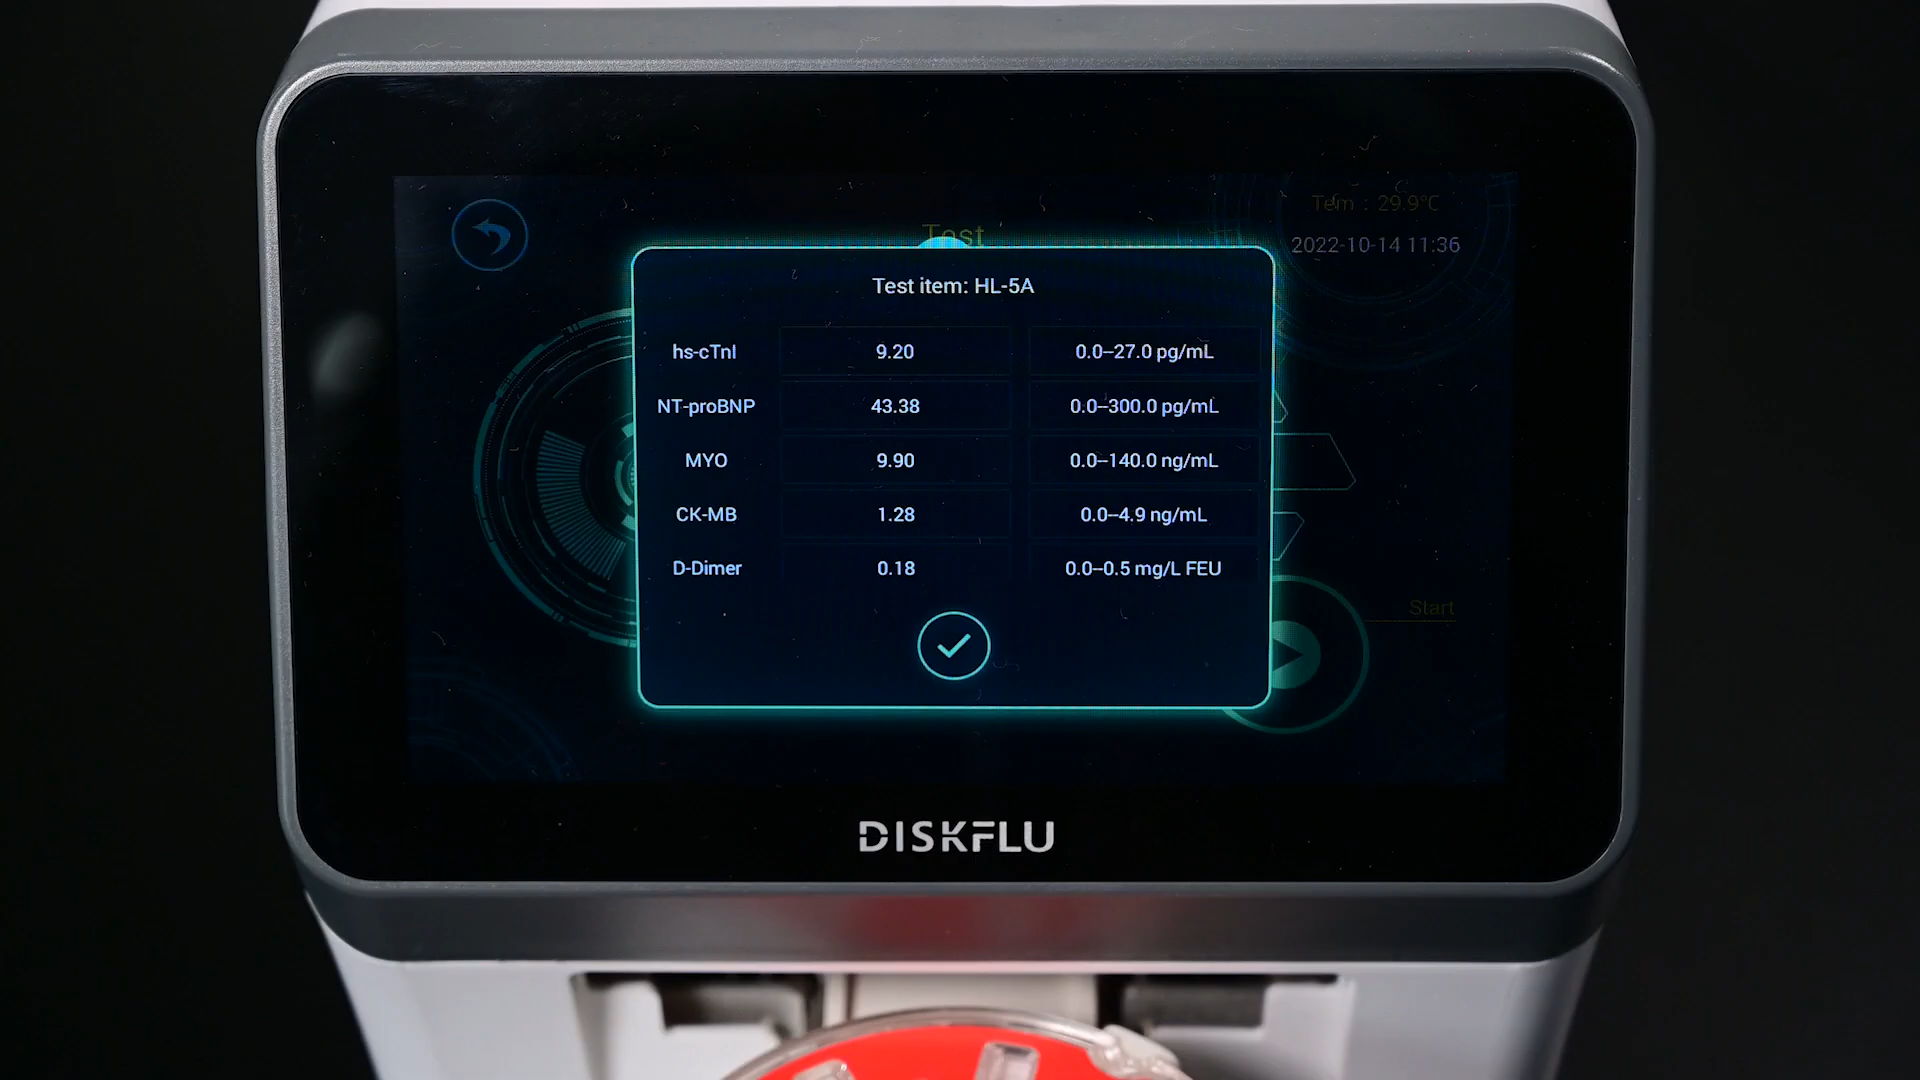 Tem : 29.9°C
Test
2022-10-14 11:36
Test item: HL-5A
hs-cTnI 9.20 0.0--27.0 pg/mL
NT-proBNP 43.38 0.0--300.0 pg/mL
MYO 9.90 0.0--140.0 ng/mL
CK-MB 1.28 0.0--4.9 ng/mL
D-Dimer 0.18 0.0--0.5 mg/L FEU
Start
DISKFLU